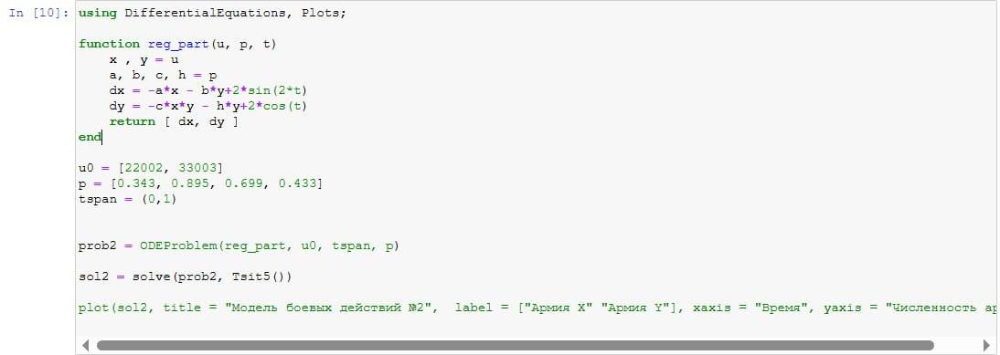 In [10]: using DifferentialEquations, Plots;
function reg_part(u, p, t)
    x , y = u
    a, b, c, h = p
    dx = -a*x - b*y+2*sin(2*t)
    dy = -c*x*y - h*y+2*cos(t)
    return [ dx, dy ]
end
u0 = [22002, 33003]
p = [0.343, 0.895, 0.699, 0.433]
tspan = (0,1)
prob2 = ODEProblem(reg_part, u0, tspan, p)
sol2 = solve(prob2, Tsit5())
plot(sol2, title = "Модель боевых действий №2",  label = ["Армия X" "Армия Y"], xaxis = "Время", yaxis = "Численность ар